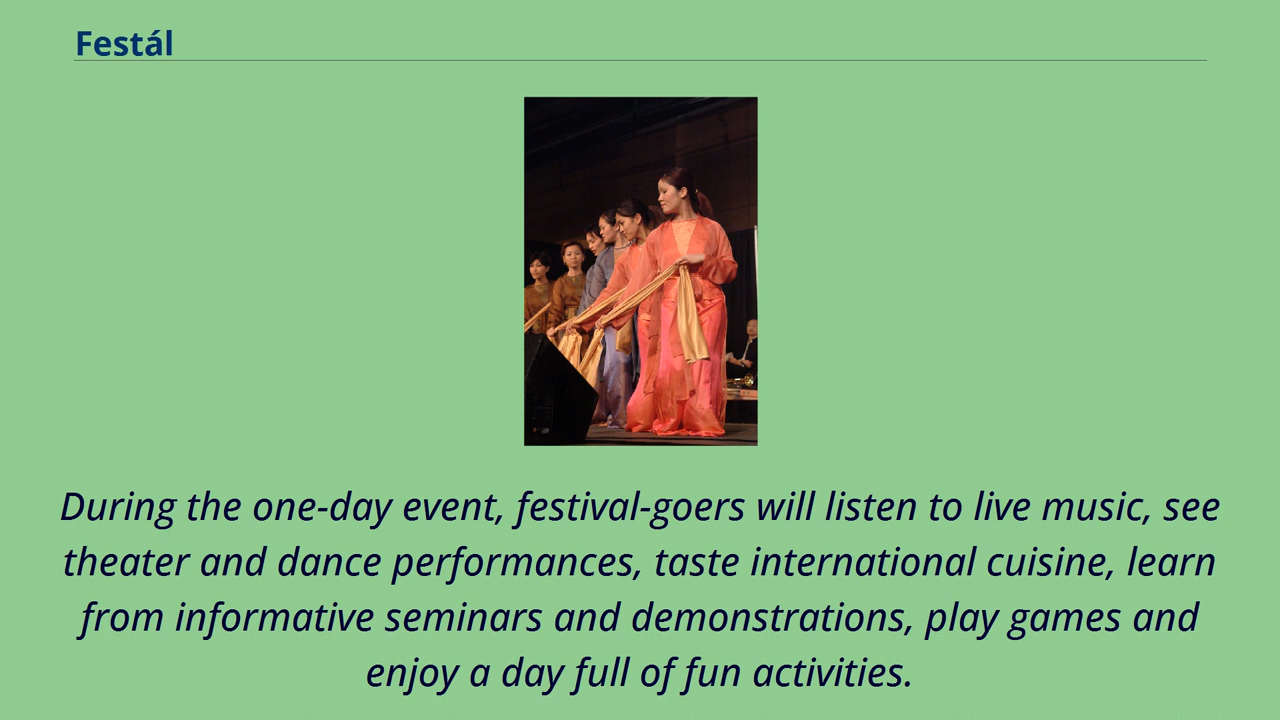 Festál
During the one-day event, festival-goers will listen to live music, see
theater and dance performances, taste international cuisine, learn
from informative seminars and demonstrations, play games and
enjoy a day full of fun activities.